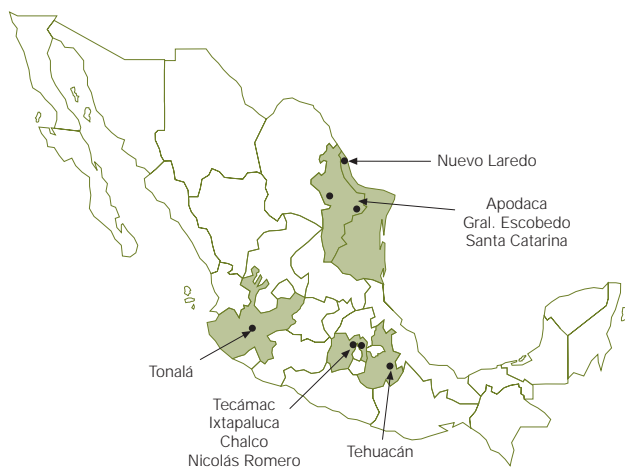 Nuevo Laredo
Apodaca
Gral. Escobedo
Santa Catarina
Tonalá
Tecámac
Ixtapaluca
Chalco
Nicolás Romero
Tehuacán